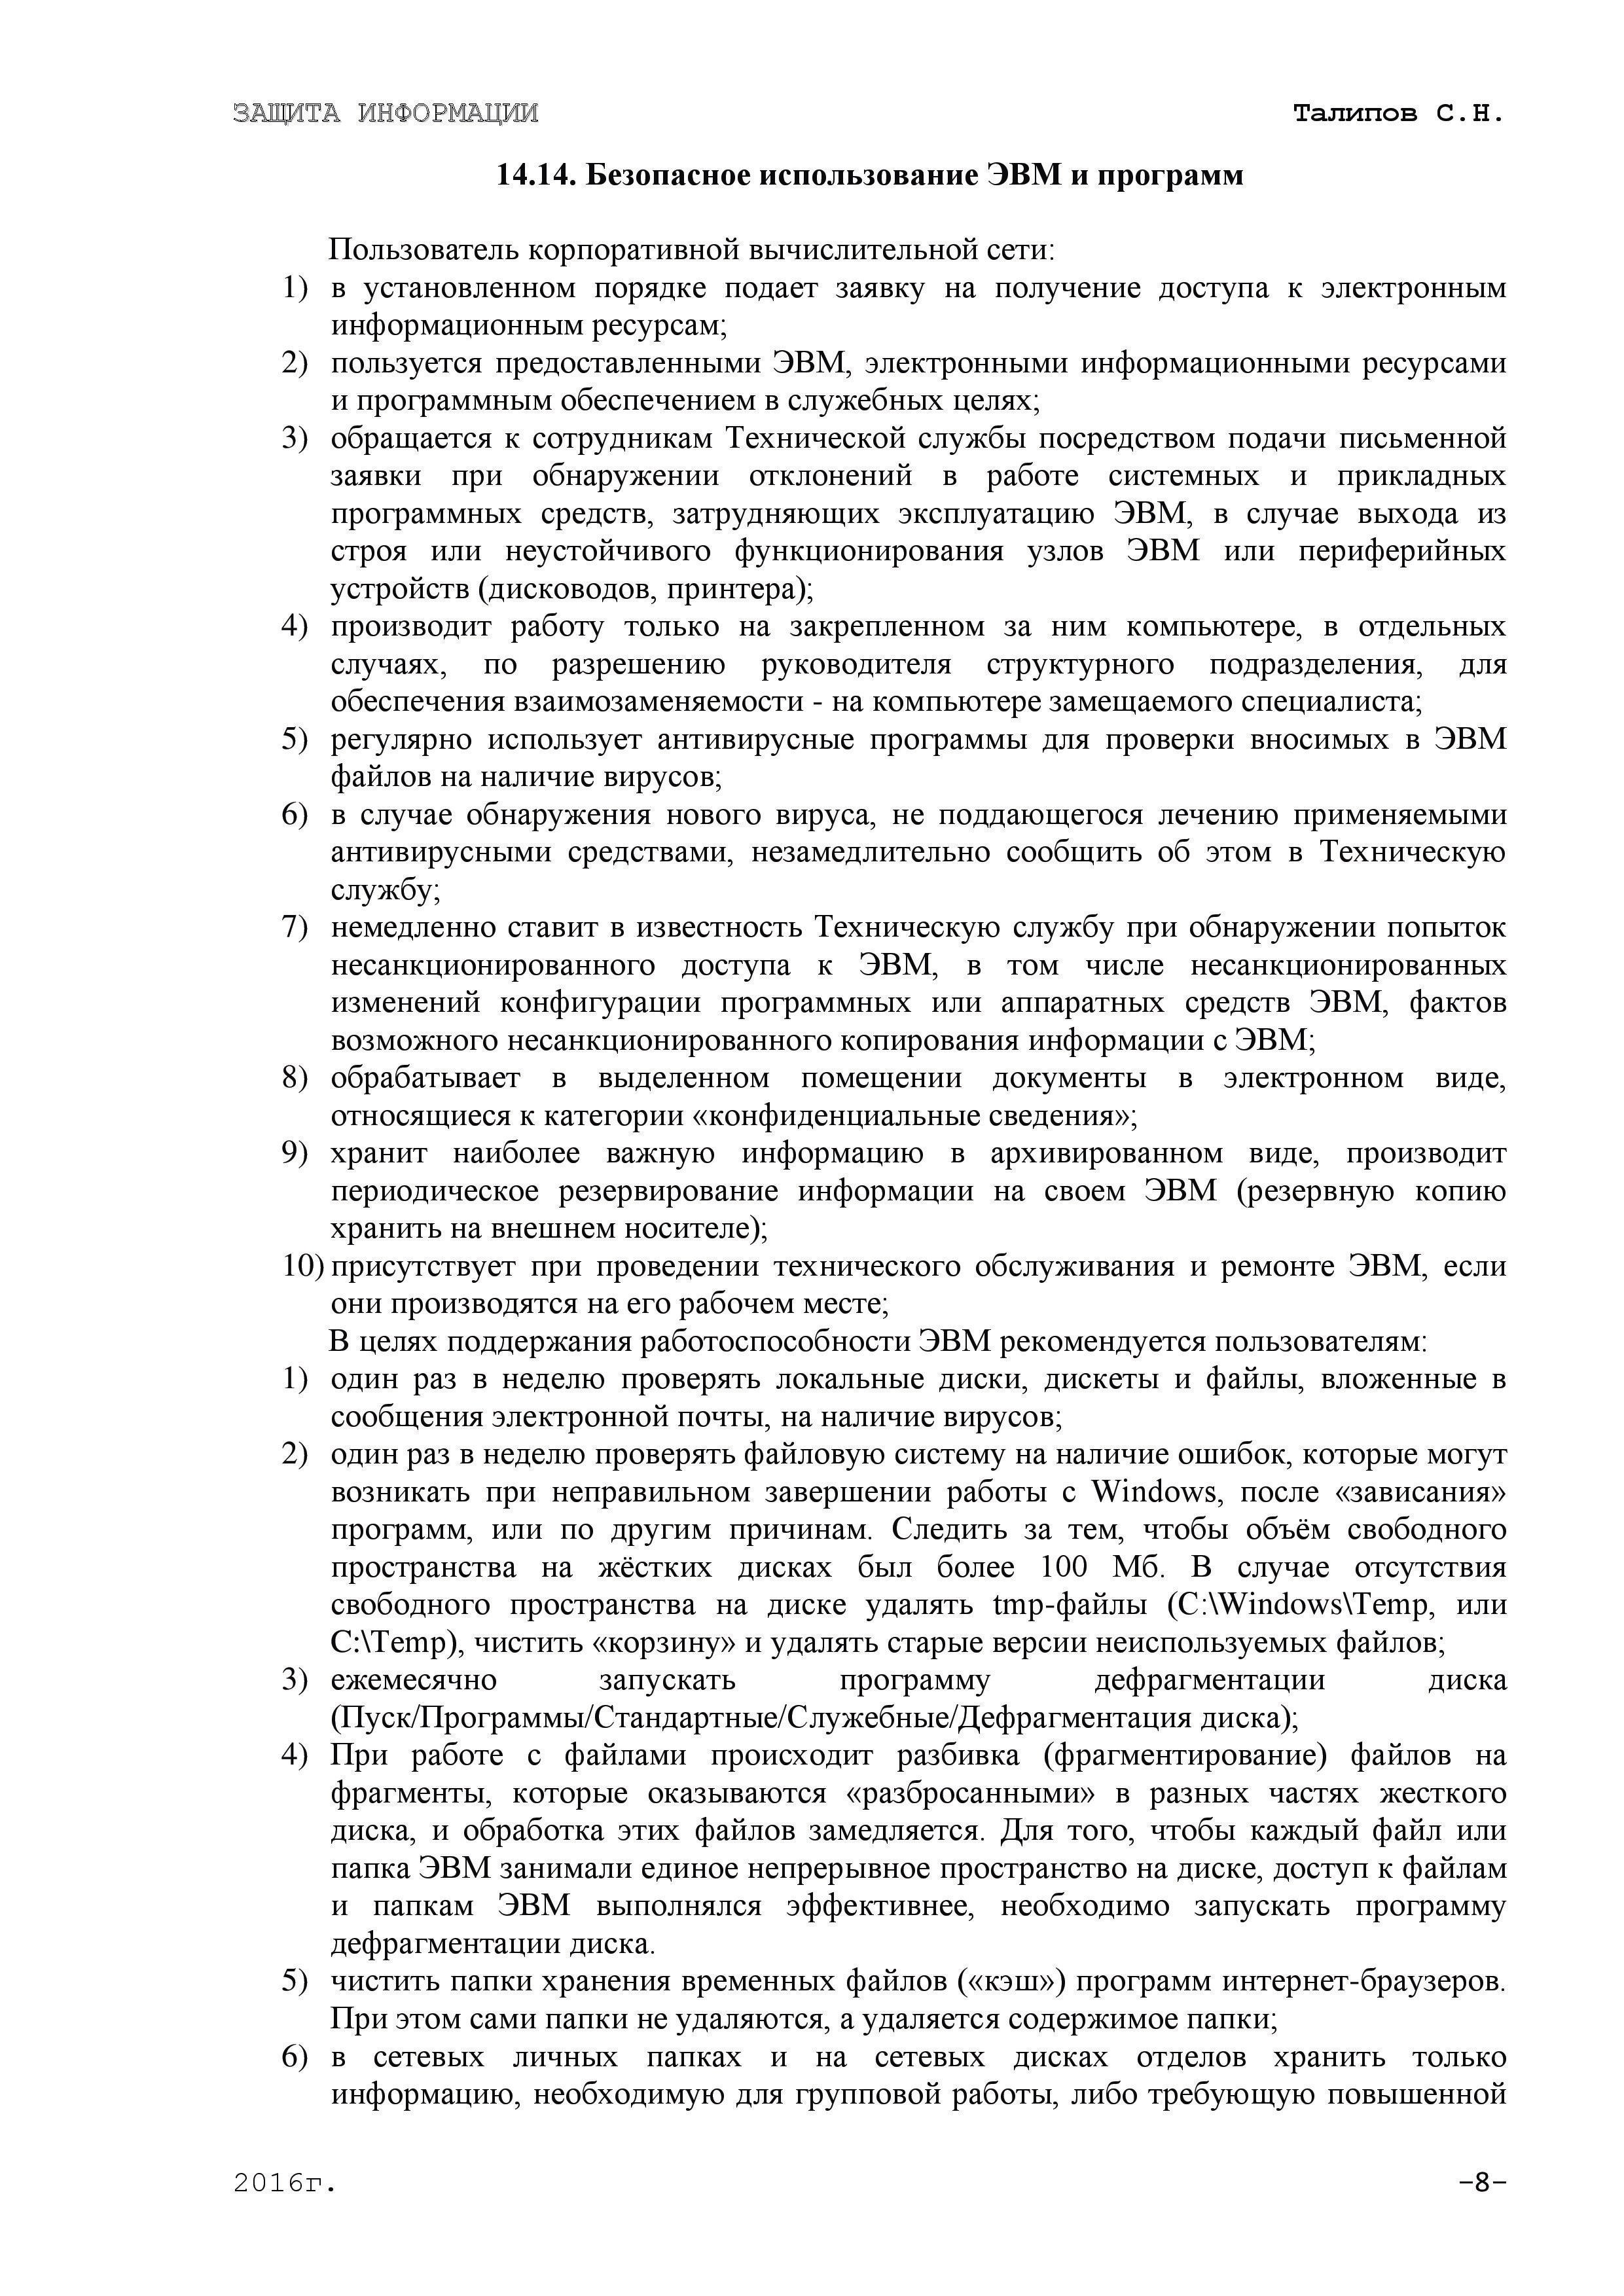 ЗАЩИТА ИНФОРМАЦИИ Талипов С.Н.
14.14. Безопасное использование ЭВМ и программ
Пользователь корпоративной вычислительной сети:
1) в установленном порядке подает заявку на получение доступа к электронным
информационным ресурсам;
2) пользуется предоставленными ЭВМ, электронными информационными ресурсами
и программным обеспечением в служебных целях;
3) обращается к сотрудникам Технической службы посредством подачи письменной
заявки при обнаружении отклонений в работе системных и прикладных
программных средств, затрудняющих эксплуатацию ЭВМ, в случае выхода из
строя или неустойчивого функционирования узлов ЭВМ или периферийных
устройств (дисководов, принтера);
4) производит работу только на закрепленном за ним компьютере, в отдельных
случаях, по разрешению руководителя структурного подразделения, для
обеспечения взаимозаменяемости - на компьютере замещаемого специалиста;
5) регулярно использует антивирусные программы для проверки вносимых в ЭВМ
файлов на наличие вирусов;
6) в случае обнаружения нового вируса, не поддающегося лечению применяемыми
антивирусными средствами, незамедлительно сообщить об этом в Техническую
службу;
7) немедленно ставит в известность Техническую службу при обнаружении попыток
несанкционированного доступа к ЭВМ, в том числе несанкционированных
изменений конфигурации программных или аппаратных средств ЭВМ, фактов
возможного несанкционированного копирования информации с ЭВМ;
8) обрабатывает в выделенном помещении документы в электронном виде,
относящиеся к категории «конфиденциальные сведения»;
9) хранит наиболее важную информацию в архивированном виде, производит
периодическое резервирование информации на своем ЭВМ (резервную копию
хранить на внешнем носителе);
10) присутствует при проведении технического обслуживания и ремонте ЭВМ, если
они производятся на его рабочем месте;
В целях поддержания работоспособности ЭВМ рекомендуется пользователям:
1) один раз в неделю проверять локальные диски, дискеты и файлы, вложенные в
сообщения электронной почты, на наличие вирусов;
2) один раз в неделю проверять файловую систему на наличие ошибок, которые могут
возникать при неправильном завершении работы с Windows, после «зависания»
программ, или по другим причинам. Следить за тем, чтобы объём свободного
пространства на жёстких дисках был более 100 Мб. В случае отсутствия
свободного пространства на диске удалять tmp-файлы (C:\Windows\Temp, или
C:\Temp), чистить «корзину» и удалять старые версии неиспользуемых файлов;
3) ежемесячно запускать программу дефрагментации диска
(Пуск/Программы/Стандартные/Служебные/Дефрагментация диска);
4) При работе с файлами происходит разбивка (фрагментирование) файлов на
фрагменты, которые оказываются «разбросанными» в разных частях жесткого
диска, и обработка этих файлов замедляется. Для того, чтобы каждый файл или
папка ЭВМ занимали единое непрерывное пространство на диске, доступ к файлам
и папкам ЭВМ выполнялся эффективнее, необходимо запускать программу
дефрагментации диска.
5) чистить папки хранения временных файлов («кэш») программ интернет-браузеров.
При этом сами папки не удаляются, а удаляется содержимое папки;
6) в сетевых личных папках и на сетевых дисках отделов хранить только
информацию, необходимую для групповой работы, либо требующую повышенной
2016г. -8-